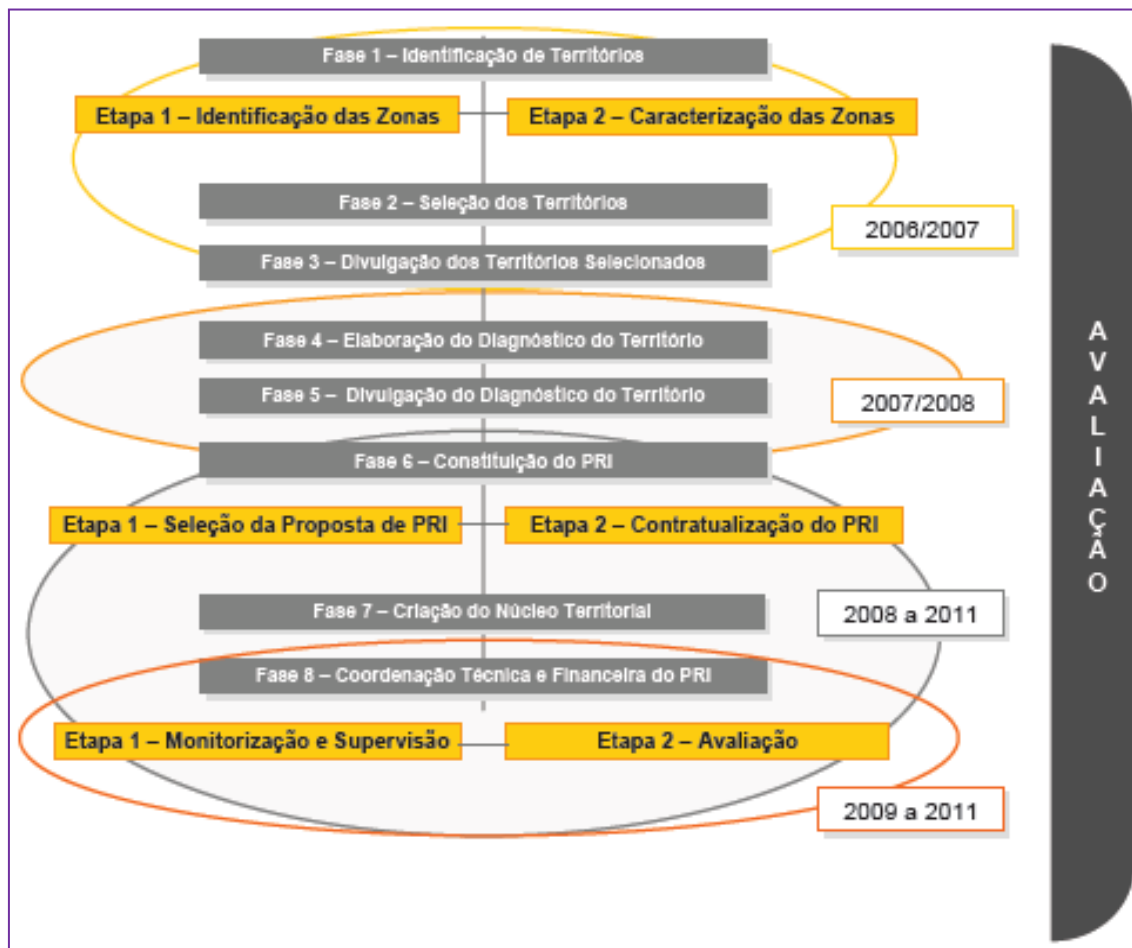 Fase 1 – Identificação de Territórios
Etapa 1 – Identificação das Zonas
Etapa 2 – Caracterização das Zonas
Fase 2 – Seleção dos Territórios
2006/2007
Fase 3 – Divulgação dos Territórios Selecionados
Fase 4 – Elaboração do Diagnóstico do Território
Fase 5 – Divulgação do Diagnóstico do Território
2007/2008
Fase 6 – Constituição do PRI
Etapa 1 – Seleção da Proposta de PRI
Etapa 2 – Contratualização do PRI
Fase 7 – Criação do Núcleo Territorial
2008 a 2011
Fase 8 – Coordenação Técnica e Financeira do PRI
Etapa 1 – Monitorização e Supervisão
Etapa 2 – Avaliação
2009 a 2011
AVALIAÇÃO